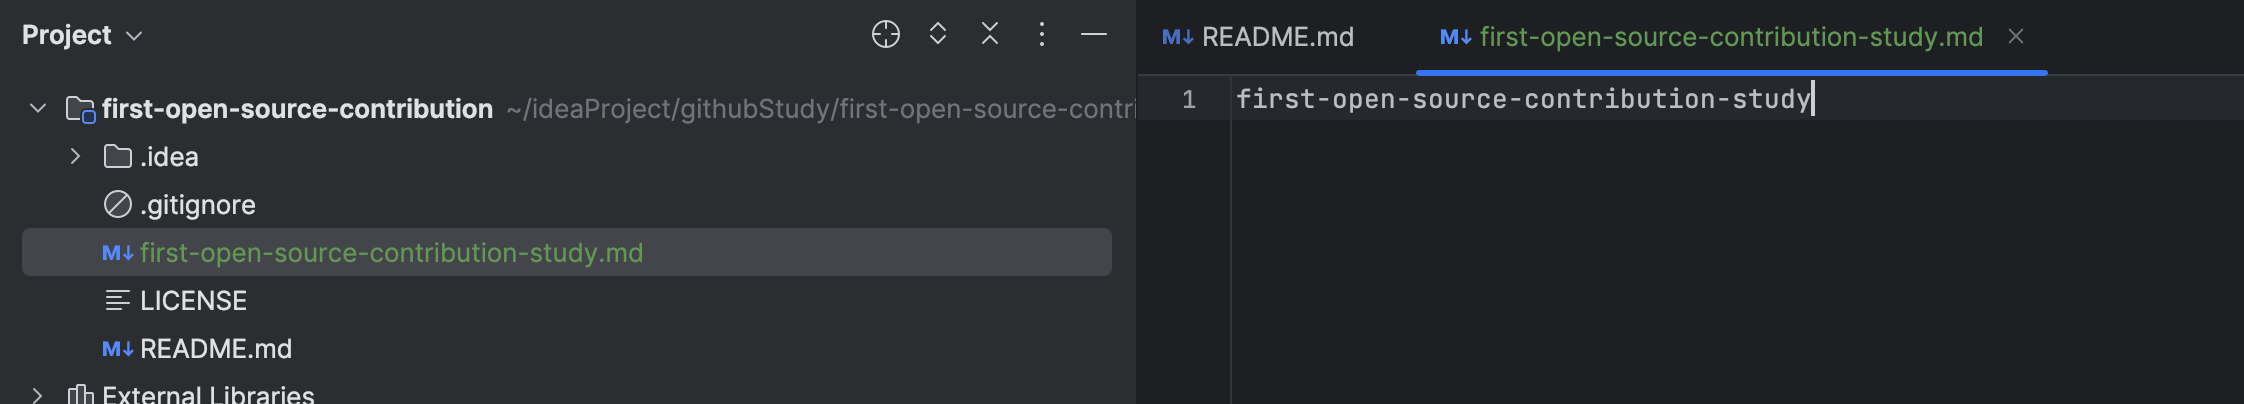 Project
first-open-source-contribution ~/ideaProject/githubStudy/first-open-source-contri
.idea
.gitignore
M↓ first-open-source-contribution-study.md
LICENSE
M↓ README.md
External Libraries
M↓ README.md M↓ first-open-source-contribution-study.md
1 first-open-source-contribution-study